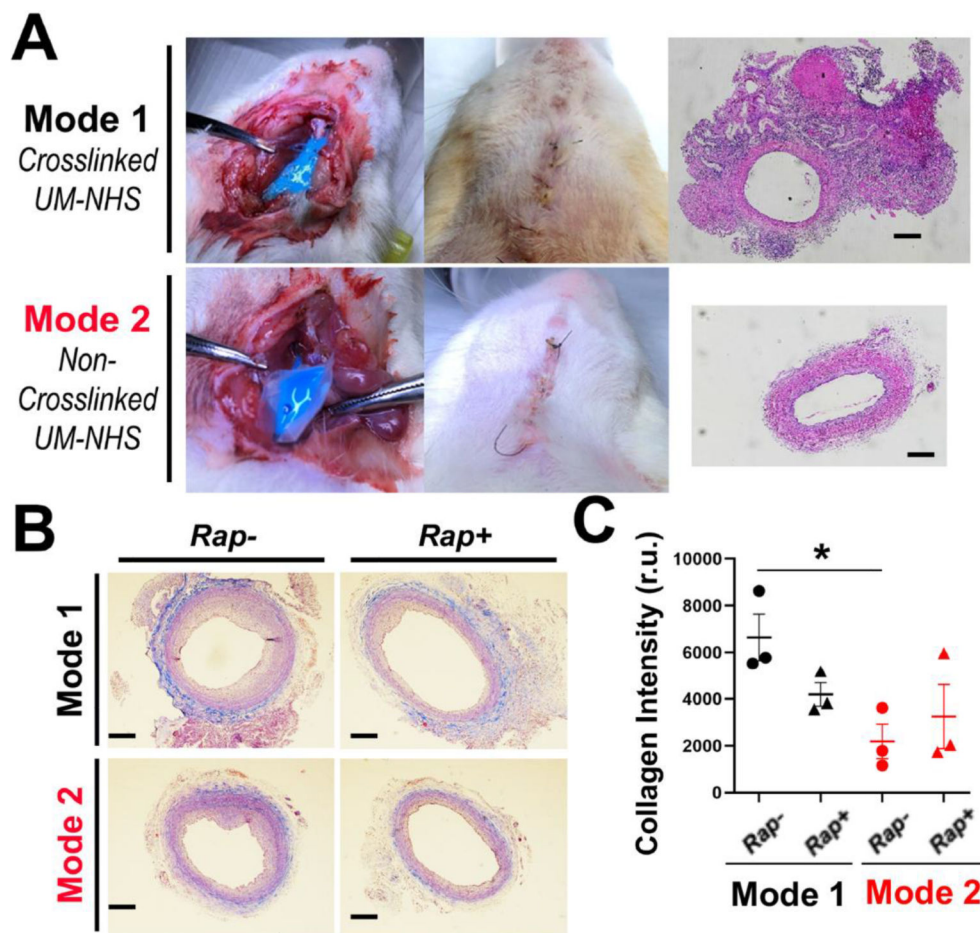 A
Mode 1
Crosslinked
UM-NHS
Mode 2
Non-
Crosslinked
UM-NHS
B
Rap-
Rap+
Mode 1
Mode 2
C
*
Collagen Intensity (r.u.)
10000
8000
6000
4000
2000
0
Rap-
Rap+
Rap-
Rap+
Mode 1
Mode 2